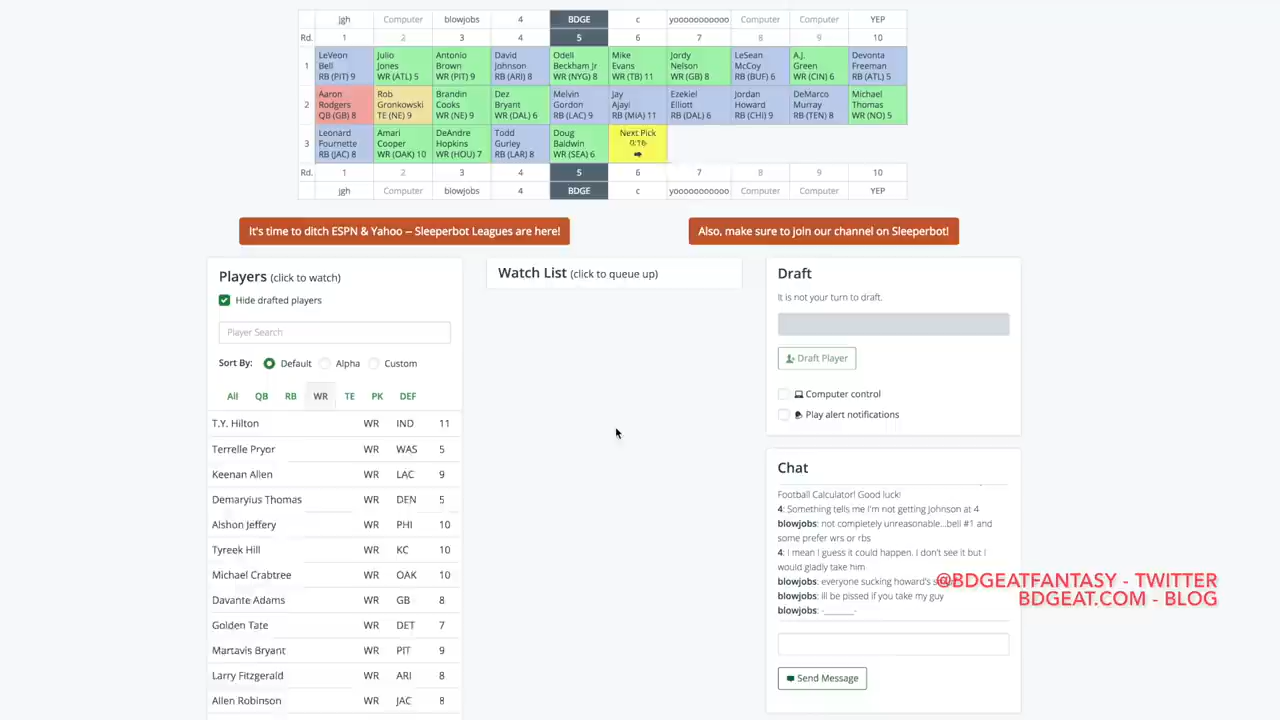 jgh Computer blowjobs 4 BDGE c yooooooooooo Computer Computer YEP
Rd. 1 2 3 4 5 6 7 8 9 10
1 LeVeon Bell RB (PIT) 9 Julio Jones WR (ATL) 5 Antonio Brown WR (PIT) 9 David Johnson RB (ARI) 8 Odell Beckham Jr WR (NYG) 8 Mike Evans WR (TB) 11 Jordy Nelson WR (GB) 8 LeSean McCoy RB (BUF) 6 A.J. Green WR (CIN) 6 Devonta Freeman RB (ATL) 5
2 Aaron Rodgers QB (GB) 8 Rob Gronkowski TE (NE) 9 Brandin Cooks WR (NE) 9 Dez Bryant WR (DAL) 6 Melvin Gordon RB (LAC) 9 Jay Ajayi RB (MIA) 11 Ezekiel Elliott RB (DAL) 6 Jordan Howard RB (CHI) 9 DeMarco Murray RB (TEN) 8 Michael Thomas WR (NO) 5
3 Leonard Fournette RB (JAC) 8 Amari Cooper WR (OAK) 10 DeAndre Hopkins WR (HOU) 7 Todd Gurley RB (LAR) 8 Doug Baldwin WR (SEA) 6 Next Pick
Rd. 1 2 3 4 5 6 7 8 9 10
jgh Computer blowjobs 4 BDGE c yooooooooooo Computer Computer YEP
It's time to ditch ESPN & Yahoo – Sleeperbot Leagues are here!
Also, make sure to join our channel on Sleeperbot!
Players (click to watch)
Hide drafted players
Player Search
Sort By: Default Alpha Custom
All QB RB WR TE PK DEF
T.Y. Hilton WR IND 11
Terrelle Pryor WR WAS 5
Keenan Allen WR LAC 9
Demaryius Thomas WR DEN 5
Alshon Jeffery WR PHI 10
Tyreek Hill WR KC 10
Michael Crabtree WR OAK 10
Davante Adams WR GB 8
Golden Tate WR DET 7
Martavis Bryant WR PIT 9
Larry Fitzgerald WR ARI 8
Allen Robinson WR JAC 8
Watch List (click to queue up)
Draft
It is not your turn to draft.
Draft Player
Computer control
Play alert notifications
Chat
Football Calculator! Good luck!
4: Something tells me I'm not getting Johnson at 4
blowjobs: not completely unreasonable...bell #1 and
some prefer wrs or rbs
4: I mean I guess it could happen. I don't see it but I
would gladly take him
blowjobs: everyone sucking howard's
blowjobs: ill be pissed if you take my guy
blowjobs: -_______-
Send Message
@BDGEATFANTASY - TWITTER
BDGEAT.COM - BLOG